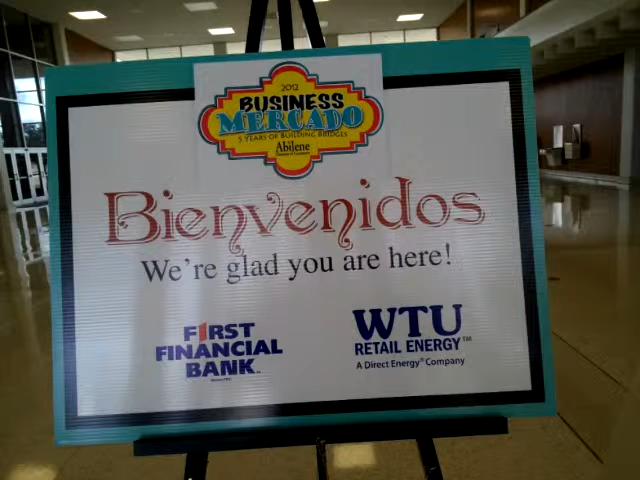 2012
BUSINESS
MERCADO
5 YEARS OF BUILDING BRIDGES
Abilene
Bienvenidos
We're glad you are here!
FIRST
FINANCIAL
BANK
WTU
RETAIL ENERGY™
A Direct Energy® Company